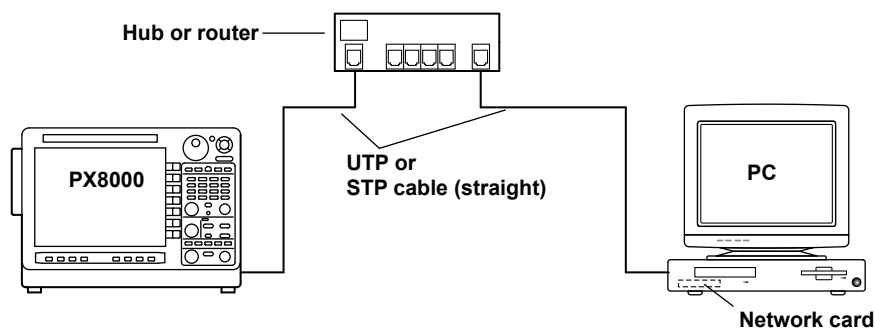 Hub or router
PX8000
UTP or
STP cable (straight)
PC
Network card